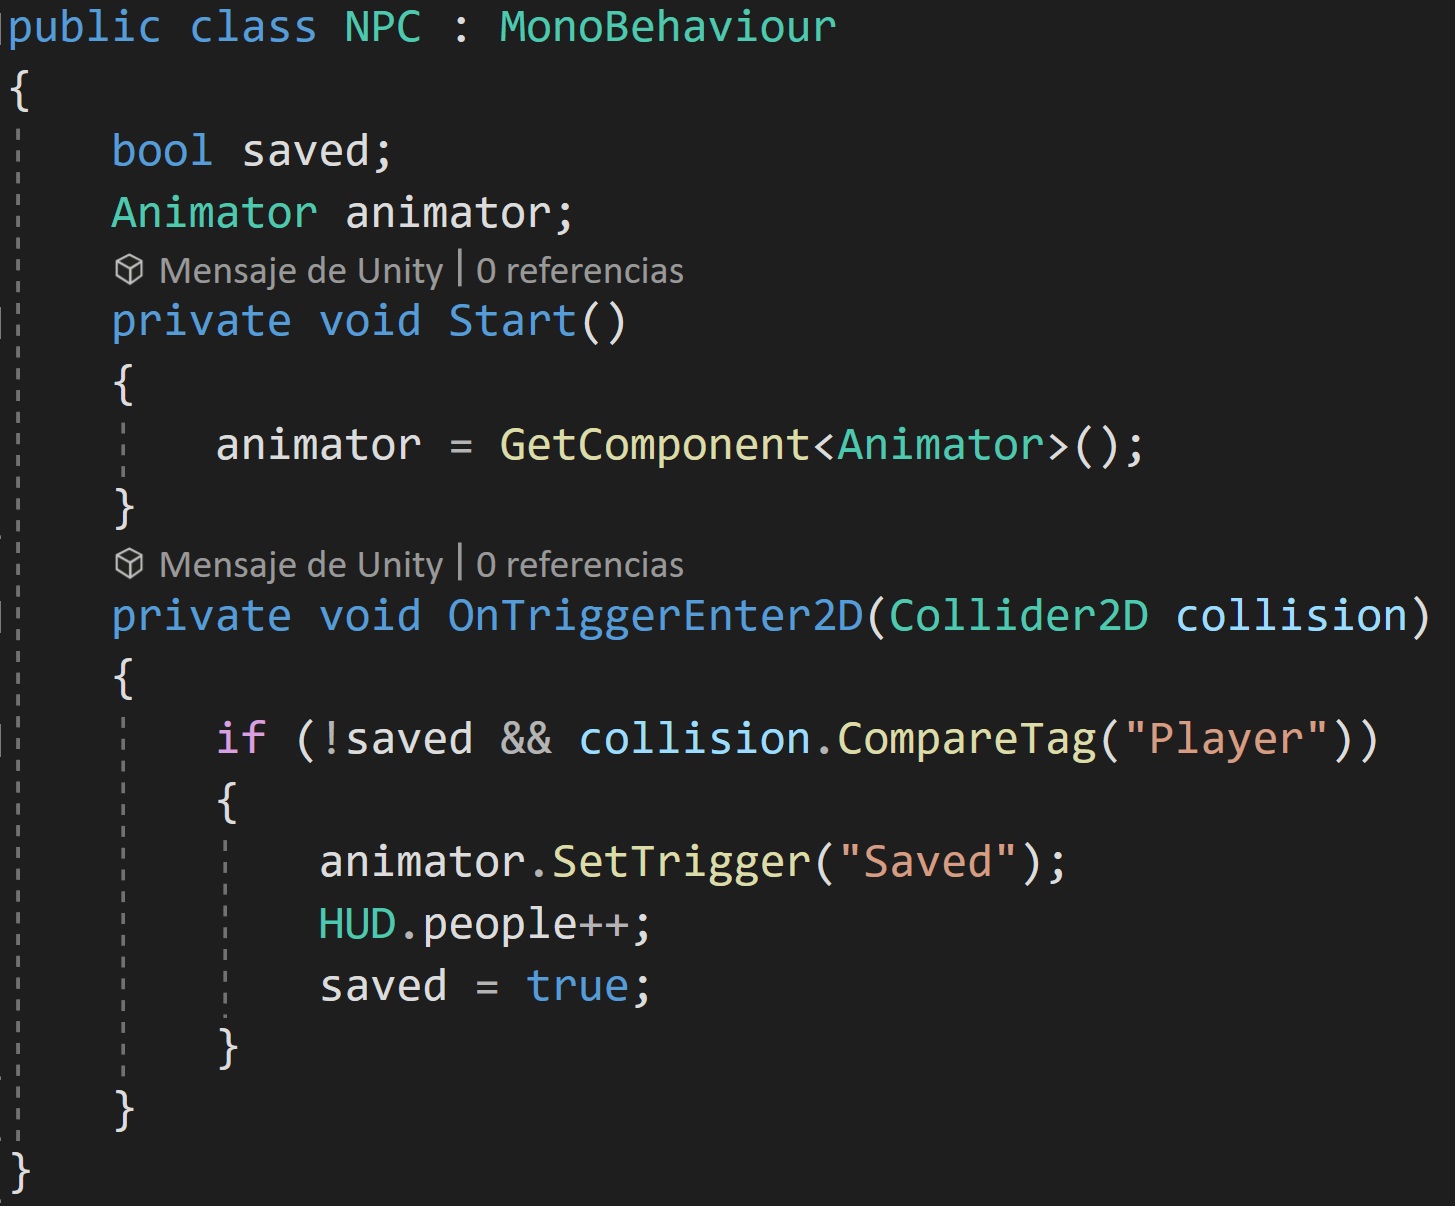 public class NPC : MonoBehaviour
{
    bool saved;
    Animator animator;
    Mensaje de Unity | 0 referencias
    private void Start()
    {
        animator = GetComponent<Animator>();
    }
    Mensaje de Unity | 0 referencias
    private void OnTriggerEnter2D(Collider2D collision)
    {
        if (!saved && collision.CompareTag("Player"))
        {
            animator.SetTrigger("Saved");
            HUD.people++;
            saved = true;
        }
    }
}